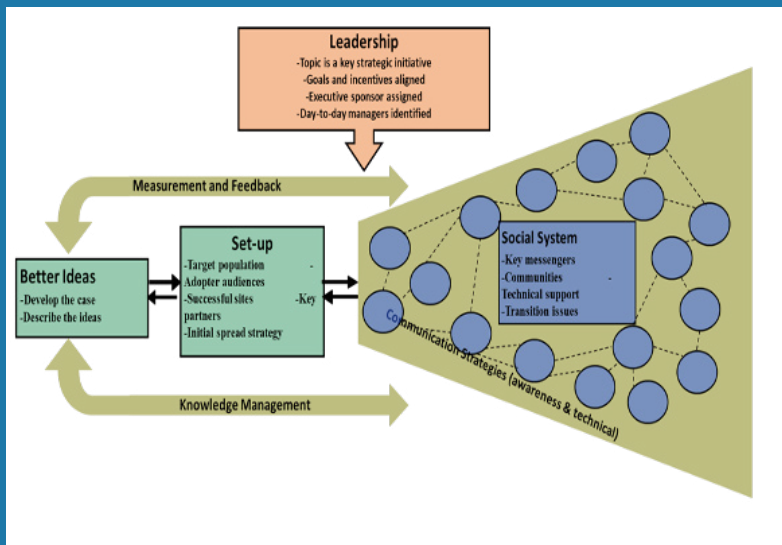 Leadership
-Topic is a key strategic initiative
-Goals and incentives aligned
-Executive sponsor assigned
-Day-to-day managers identified
Measurement and Feedback
Better Ideas
-Develop the case
-Describe the ideas
Set-up
-Target population -
Adopter audiences
-Successful sites -Key
partners
-Initial spread strategy
Social System
-Key messengers
-Communities -
Technical support
-Transition issues
Communication Strategies (awareness & technical)
Knowledge Management